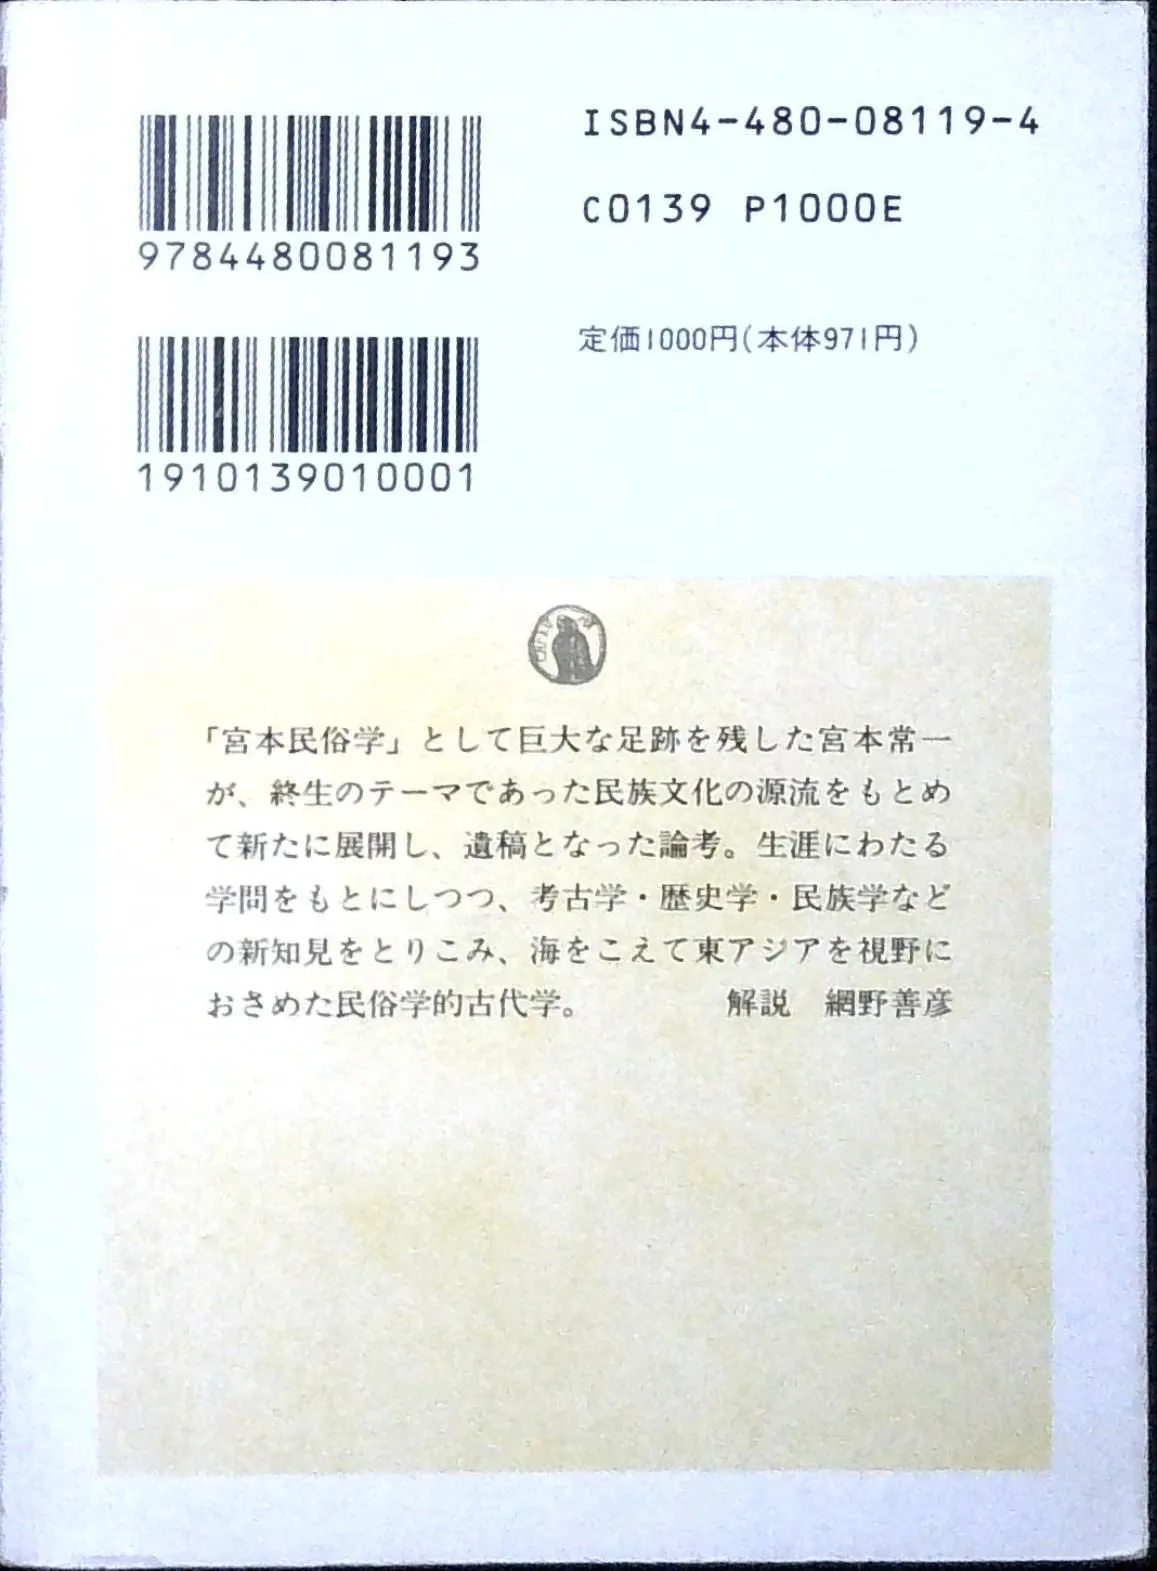 ISBN4-480-08119-4
C0139 P1000E
9784480081193
定価1000円(本体971円)
1910139010001
「宮本民俗学」として巨大な足跡を残した宮本常一
が、終生のテーマであった民族文化の源流をもとめ
て新たに展開し、遺稿となった論考。生涯にわたる
学問をもとにしつつ、考古学・歴史学・民族学など
の新知見をとりこみ、海をこえて東アジアを視野に
おさめた民俗学的古代学。 解説 網野善彦